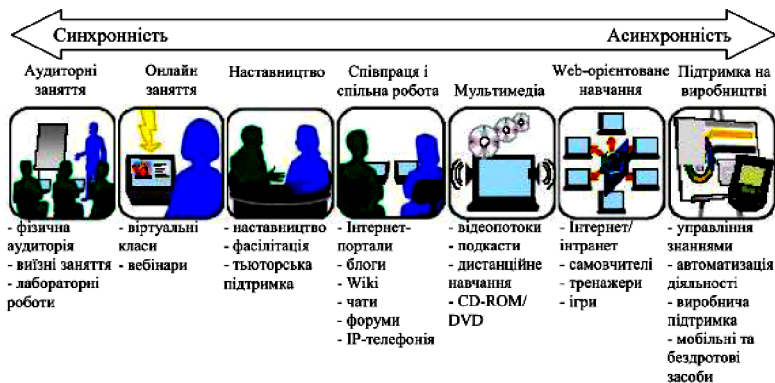 Синхронність
Асинхронність
Аудиторні
заняття
Онлайн
заняття
Наставництво
Співпраця і
спільна робота
Мультимедіа
Web-орієнтоване
навчання
Підтримка на
виробництві
- фізична
аудиторія
- виїзні заняття
- лабораторні
роботи
- віртуальні
класи
- вебінари
- наставництво
- фасілітація
- тьюторська
підтримка
- Інтернет-
портали
- блоги
- Wiki
- чати
- форуми
- IP-телефонія
- відеопотоки
- подкасти
- дистанційне
навчання
- CD-ROM/
DVD
- Інтернет/
інтранет
- самовчителі
- тренажери
- ігри
- управління
знаннями
- автоматизація
діяльності
- виробнича
підтримка
- мобільні та
бездротові
засоби